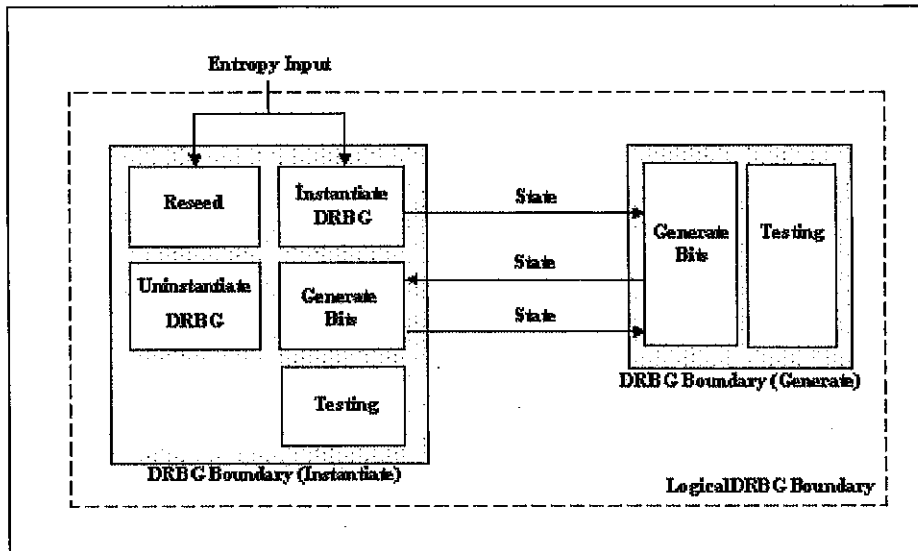 Entropy Input
Reseed
Instantiate
DRBG
State
Generate
Bits
Testing
Uninstantiate
DRBG
Generate
Bits
State
State
Testing
DRBG Boundary (Generate)
DRBG Boundary (Instantiate)
LogicalDRBG Boundary